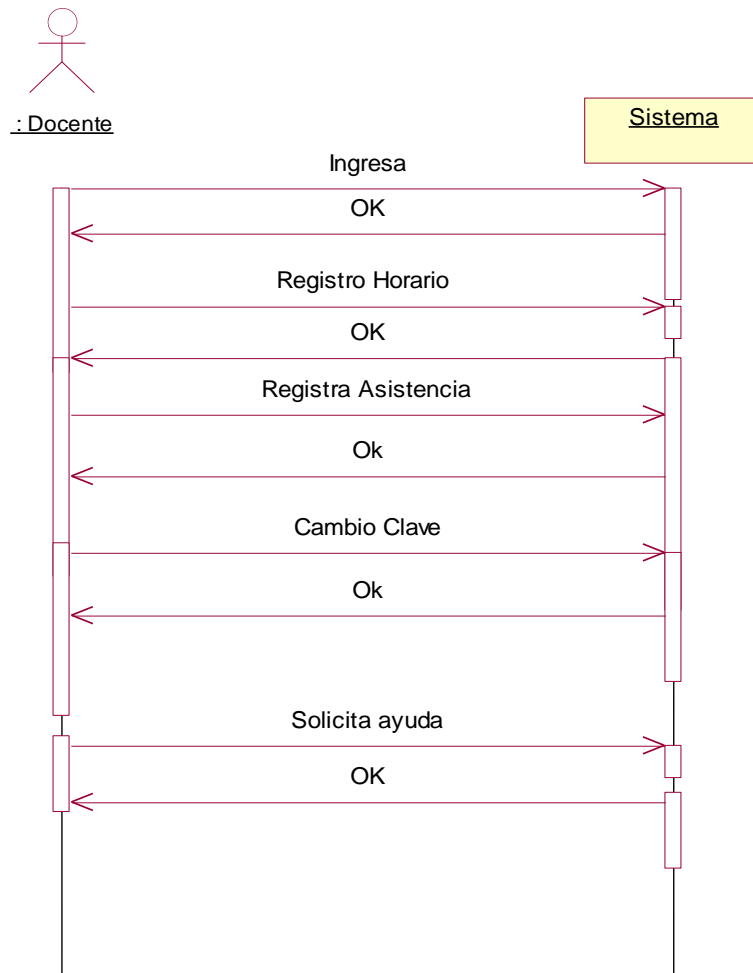 : Docente
Sistema
Ingresa
OK
Registro Horario
OK
Registra Asistencia
Ok
Cambio Clave
Ok
Solicita ayuda
OK